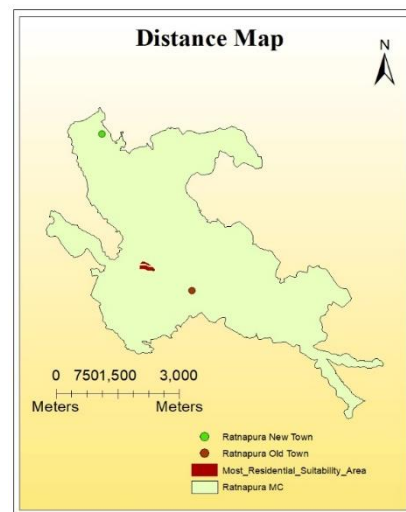 Distance Map
N
0 7501,500 3,000
Meters Meters
Ratnapura New Town
Ratnapura Old Town
Most_Residential_Suitability_Area
Ratnapura MC